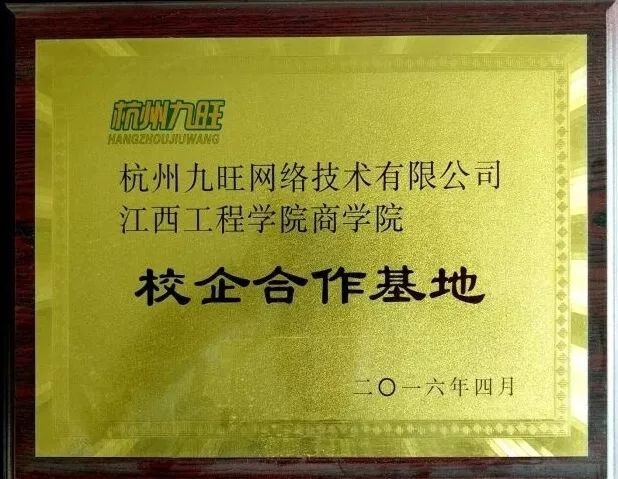 杭州九旺
HANGZHOUJIUWANG
杭州九旺网络技术有限公司
江西工程学院商学院
校企合作基地
二〇一六年四月